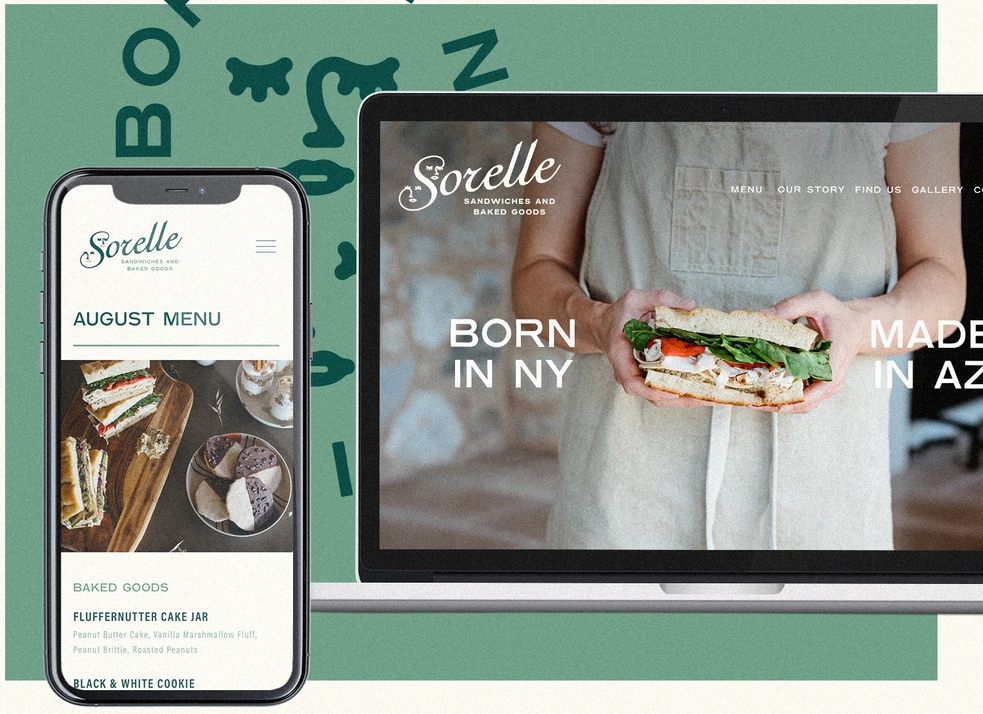 BO
N
Sorelle
SANDWICHES AND
BAKED GOODS
AUGUST MENU
BAKED GOODS
FLUFFERNUTTER CAKE JAR
Peanut Butter Cake, Vanilla Marshmallow Fluff,
Peanut Brittle, Roasted Peanuts
BLACK & WHITE COOKIE
Sorelle
SANDWICHES AND
BAKED GOODS
MENU OUR STORY FIND US GALLERY
BORN
IN NY
MADE
IN AZ